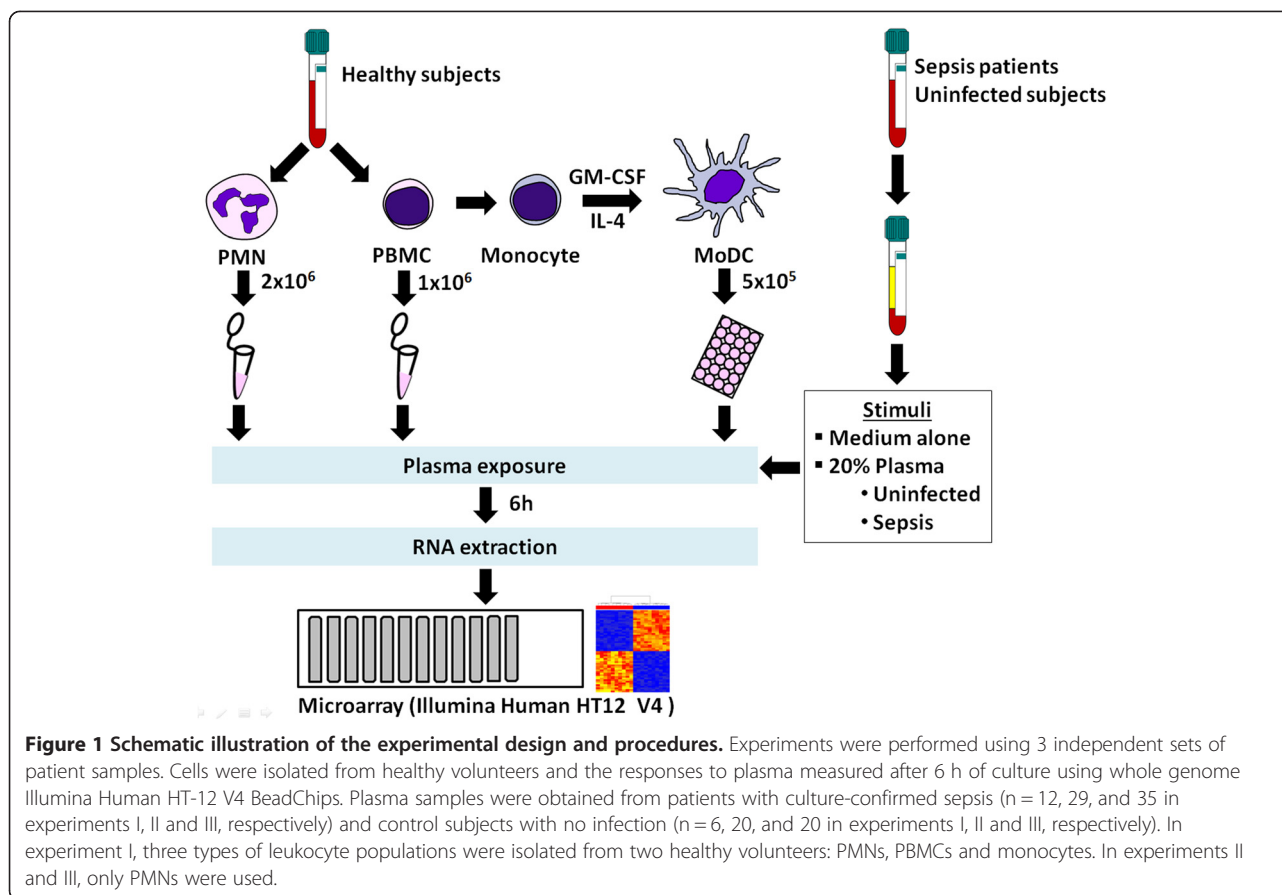 Healthy subjects
Sepsis patients
Uninfected subjects
GM-CSF
IL-4
PMN
PBMC
Monocyte
MoDC
2x10⁶
1x10⁶
5x10⁵
Stimuli
▪ Medium alone
▪ 20% Plasma
• Uninfected
• Sepsis
Plasma exposure
6h
RNA extraction
Microarray (Illumina Human HT12 V4 )
Figure 1 Schematic illustration of the experimental design and procedures. Experiments were performed using 3 independent sets of
patient samples. Cells were isolated from healthy volunteers and the responses to plasma measured after 6 h of culture using whole genome
Illumina Human HT-12 V4 BeadChips. Plasma samples were obtained from patients with culture-confirmed sepsis (n = 12, 29, and 35 in
experiments I, II and III, respectively) and control subjects with no infection (n = 6, 20, and 20 in experiments I, II and III, respectively). In
experiment I, three types of leukocyte populations were isolated from two healthy volunteers: PMNs, PBMCs and monocytes. In experiments II
and III, only PMNs were used.